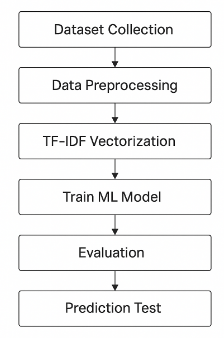 Dataset Collection
Data Preprocessing
TF-IDF Vectorization
Train ML Model
Evaluation
Prediction Test